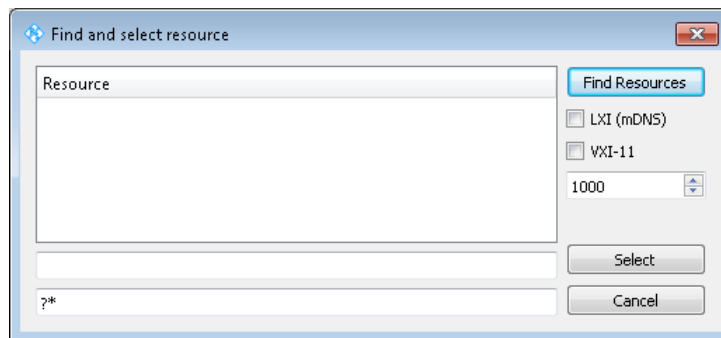 Find and select resource
Resource
Find Resources
LXI (mDNS)
VXI-11
1000
Select
?*
Cancel